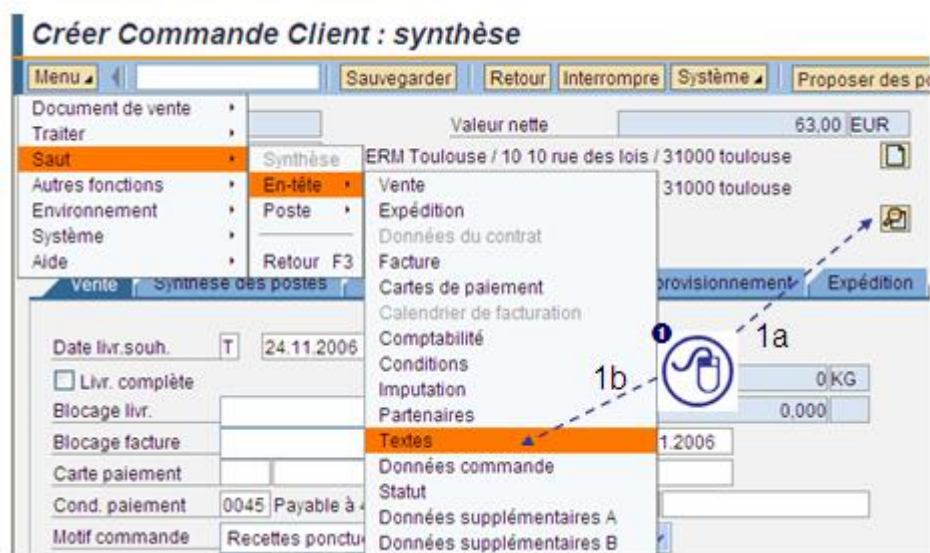 Créer Commande Client : synthèse
Menu Sauvegarder Retour Interrompre Système Proposer des
Document de vente
Traiter
Saut
Autres fonctions
Environnement
Système
Aide
Synthèse
En-tête
Poste
Retour F3
Vente
Expédition
Données du contrat
Facture
Cartes de paiement
Calendrier de facturation
Comptabilité
Conditions
Imputation
Partenaires
Textes
Données commande
Statut
Données supplémentaires A
Données supplémentaires B
Valeur nette 63,00 EUR
ERM Toulouse / 10 10 rue des lois / 31000 toulouse
31000 toulouse
Vente Synthèse des postes Expédition
Date livr.souh. T 24.11.2006
Livr. complète 0 KG
Blocage livr. 0.000
Blocage facture 1.2006
Carte paiement
Cond. paiement 0045 Payable à
Motif commande Recettes
1
1a
1b